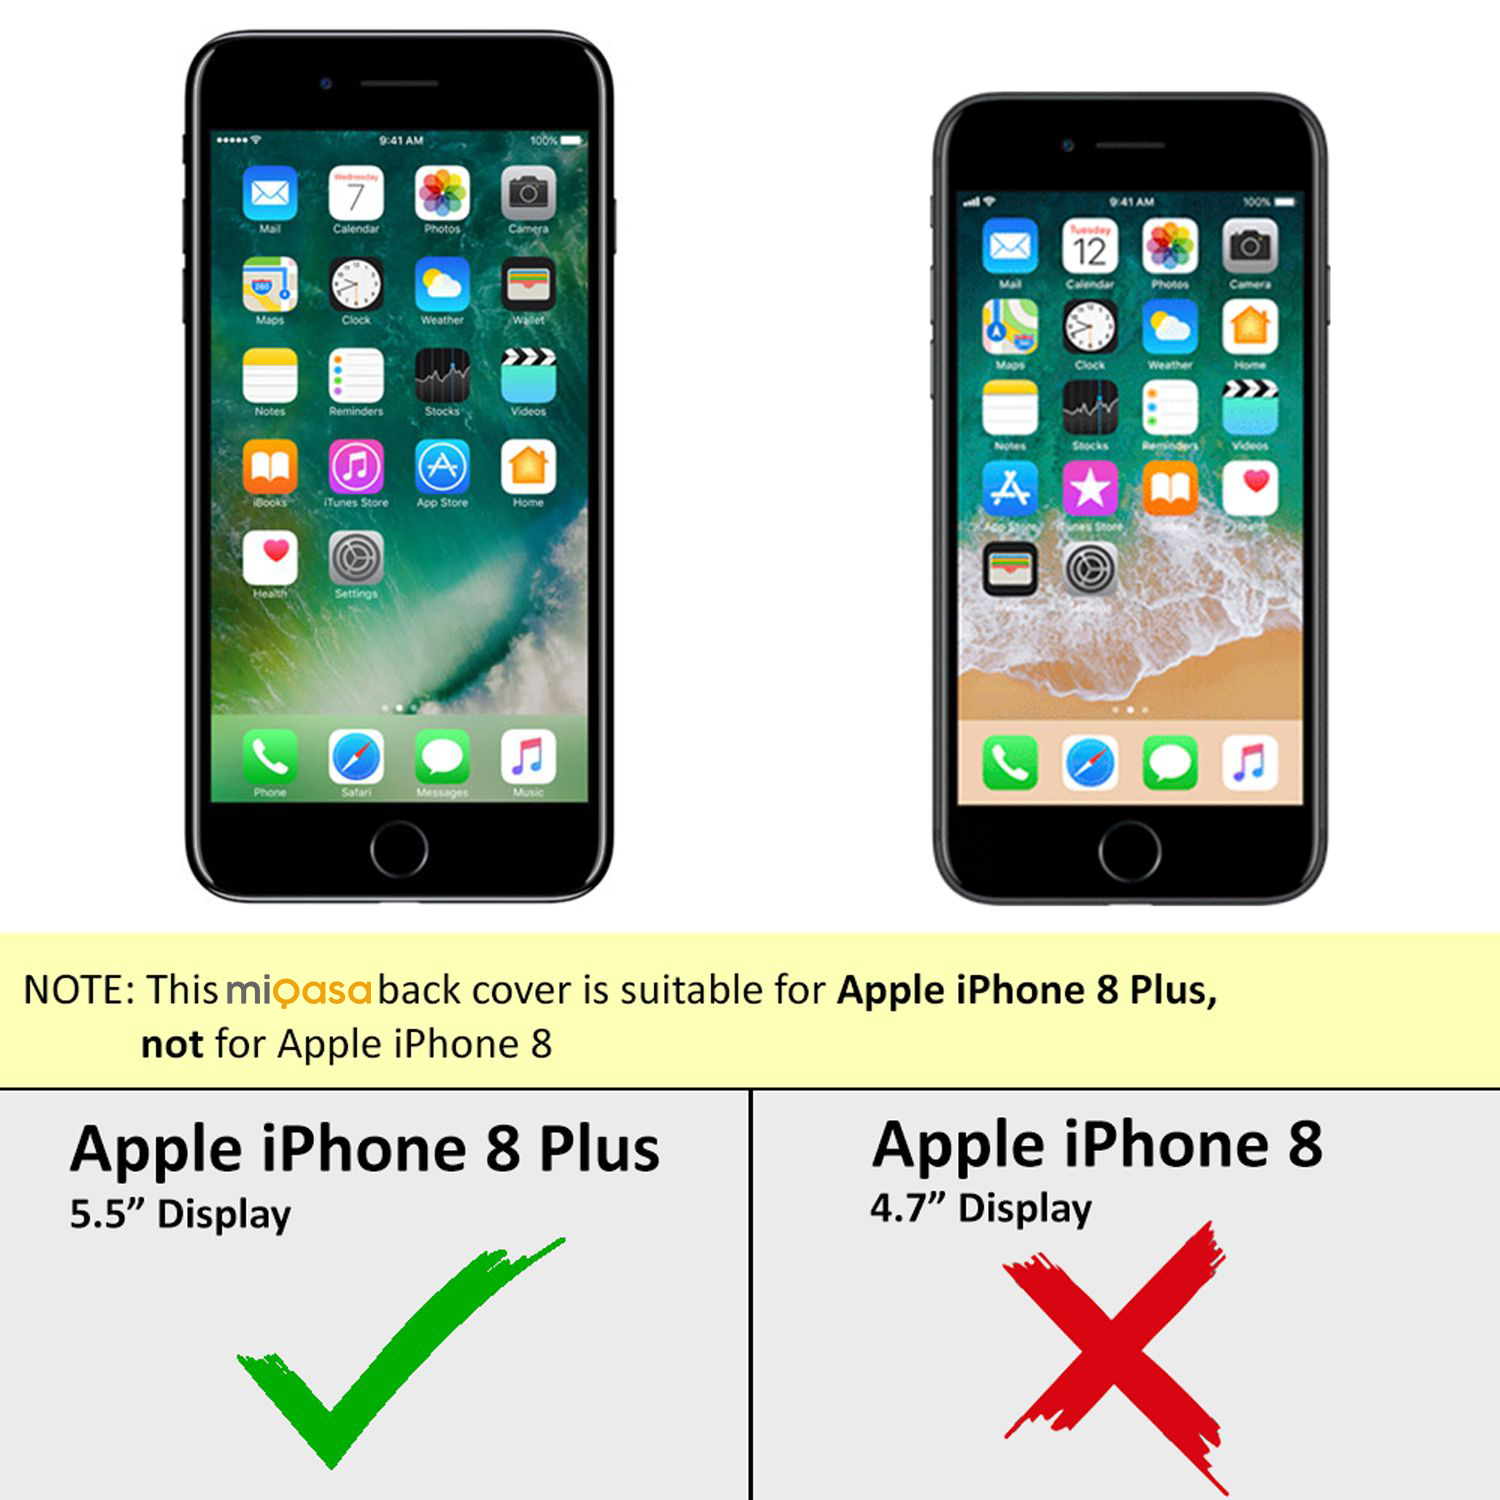 9:41 AM 100%
Wednesday
7
Mail Calendar Photos Camera
280
Maps Clock Weather Wallet
Notes Reminders Stocks Videos
iBooks iTunes Store App Store Home
Health Settings
Phone Safari Messages Music
9:41 AM 100%
Tuesday
12
Mail Calendar Photos Camera
Maps Clock Weather Home
Notes Stocks Reminders Videos
App Store iTunes Store iBooks Health
NOTE: This miQasa back cover is suitable for Apple iPhone 8 Plus,
not for Apple iPhone 8
Apple iPhone 8 Plus
5.5” Display
Apple iPhone 8
4.7” Display